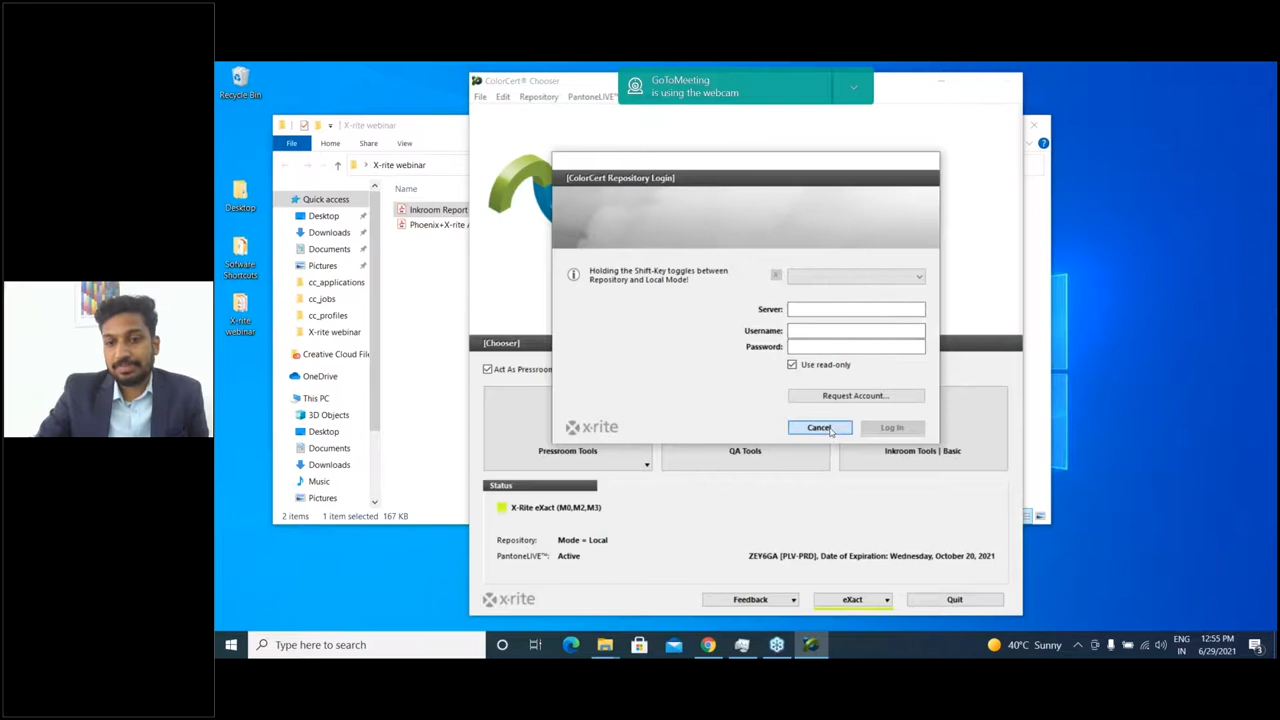 Recycle Bin
Desktop
Sofware
Shortcuts
X-rite
webinar
X-rite webinar
File
Home
Share
View
X-rite webinar
Quick access
Desktop
Downloads
Documents
Pictures
cc_applications
cc_jobs
cc_profiles
X-rite webinar
Creative Cloud Fil
OneDrive
This PC
3D Objects
Desktop
Documents
Downloads
Music
Pictures
Name
Inkroom Report
Phoenix+X-rite
2 items
1 item selected 167 KB
ColorCert® Chooser
File
Edit
Repository
PantoneLIVE™
GoToMeeting
is using the webcam
[ColorCert Repository Login]
Holding the Shift-Key toggles between
Repository and Local Mode!
Server:
Username:
Password:
Use read-only
Request Account...
x·rite
Cancel
Log In
[Chooser]
Act As Pressroom
Pressroom Tools
QA Tools
Inkroom Tools | Basic
Status
X-Rite eXact (M0,M2,M3)
Repository: Mode = Local
PantoneLIVE™: Active
ZEY6GA [PLV-PRD], Date of Expiration: Wednesday, October 20, 2021
x·rite
Feedback
eXact
Quit
Type here to search
40°C Sunny
ENG
IN
12:55 PM
6/29/2021
3